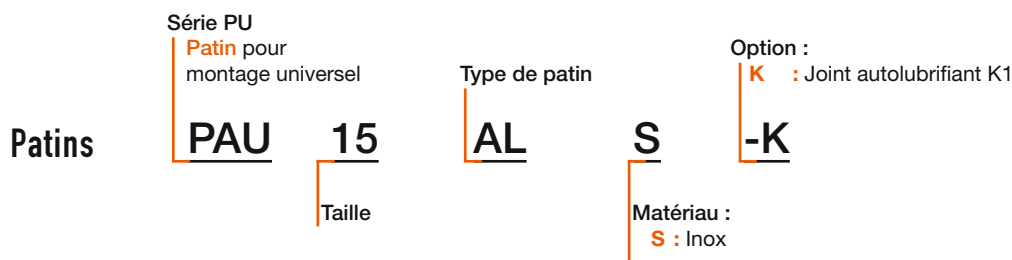 Série PU
Patin pour
montage universel
Type de patin
Option :
K : Joint autolubrifiant K1
Patins PAU 15 AL S -K
Taille
Matériau :
S : Inox